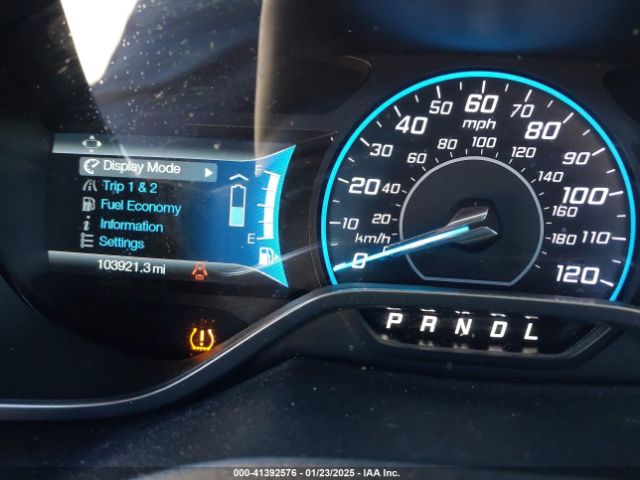 Display Mode
Trip 1 & 2
Fuel Economy
Information
Settings
103921.3 mi
F
E
0 10 20 30 40 50 60 70 80 90 100 110 120
mph
20 40 60 80 100 120 140 160 180
km/h
P R N D L
000-41392576 - 01/23/2025 - IAA Inc.